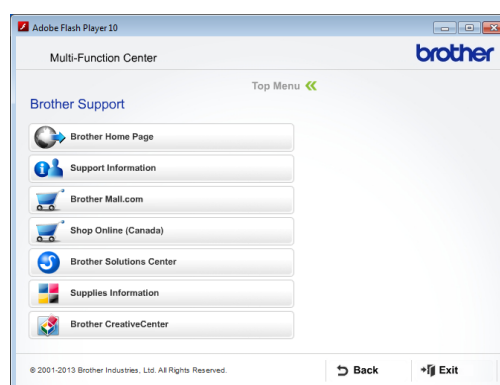 Adobe Flash Player 10
Multi-Function Center
brother
Top Menu
Brother Support
Brother Home Page
Support Information
Brother Mall.com
Shop Online (Canada)
Brother Solutions Center
Supplies Information
Brother CreativeCenter
© 2001-2013 Brother Industries, Ltd. All Rights Reserved.
Back
Exit